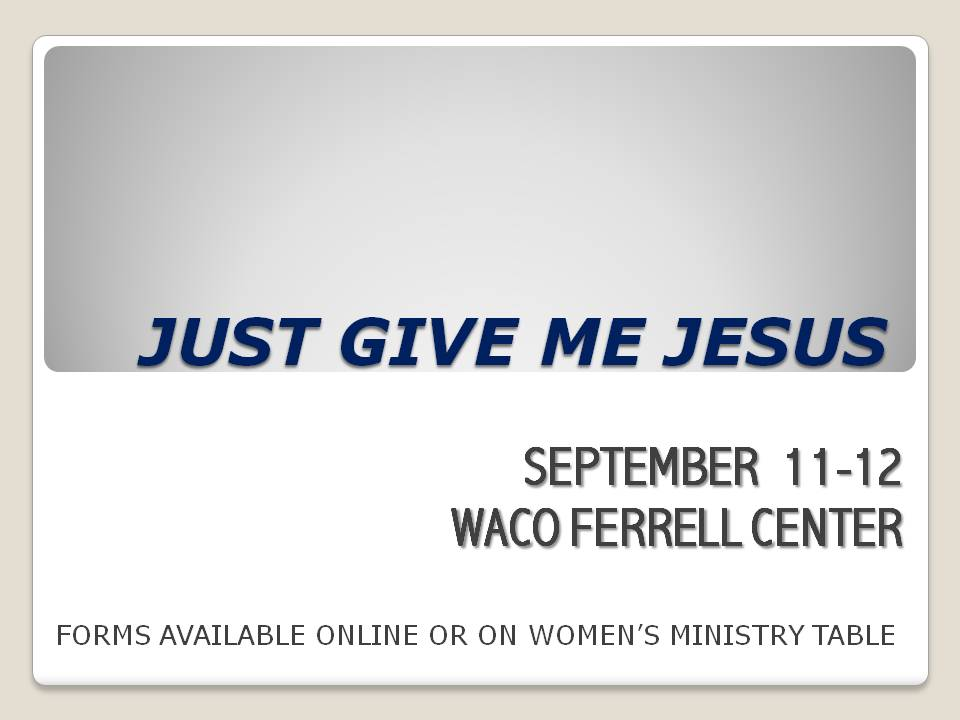 JUST GIVE ME JESUS
SEPTEMBER 11-12
WACO FERRELL CENTER
FORMS AVAILABLE ONLINE OR ON WOMEN’S MINISTRY TABLE